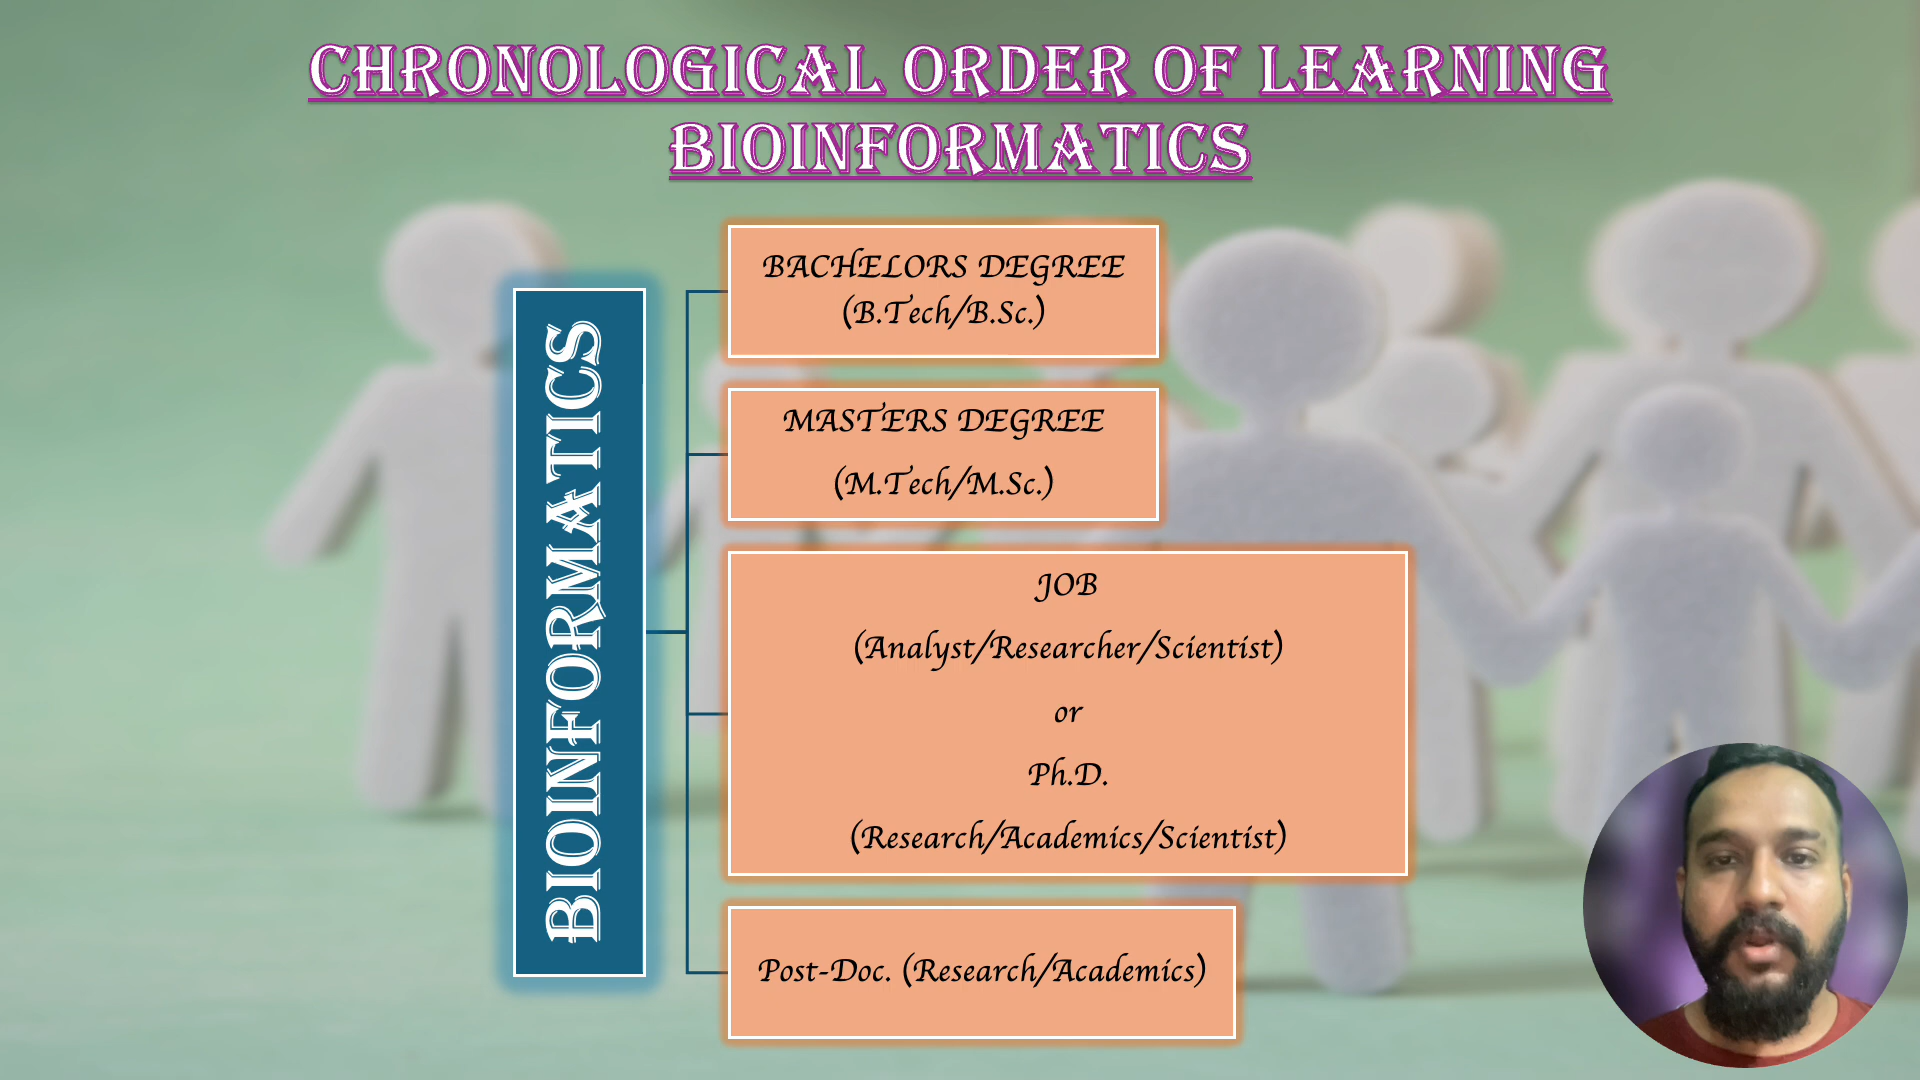 CHRONOLOGICAL ORDER OF LEARNING
BIOINFORMATICS
BIOINFORMATICS
BACHELORS DEGREE
(B.Tech/B.Sc.)
MASTERS DEGREE
(M.Tech/M.Sc.)
JOB
(Analyst/Researcher/Scientist)
or
Ph.D.
(Research/Academics/Scientist)
Post-Doc. (Research/Academics)